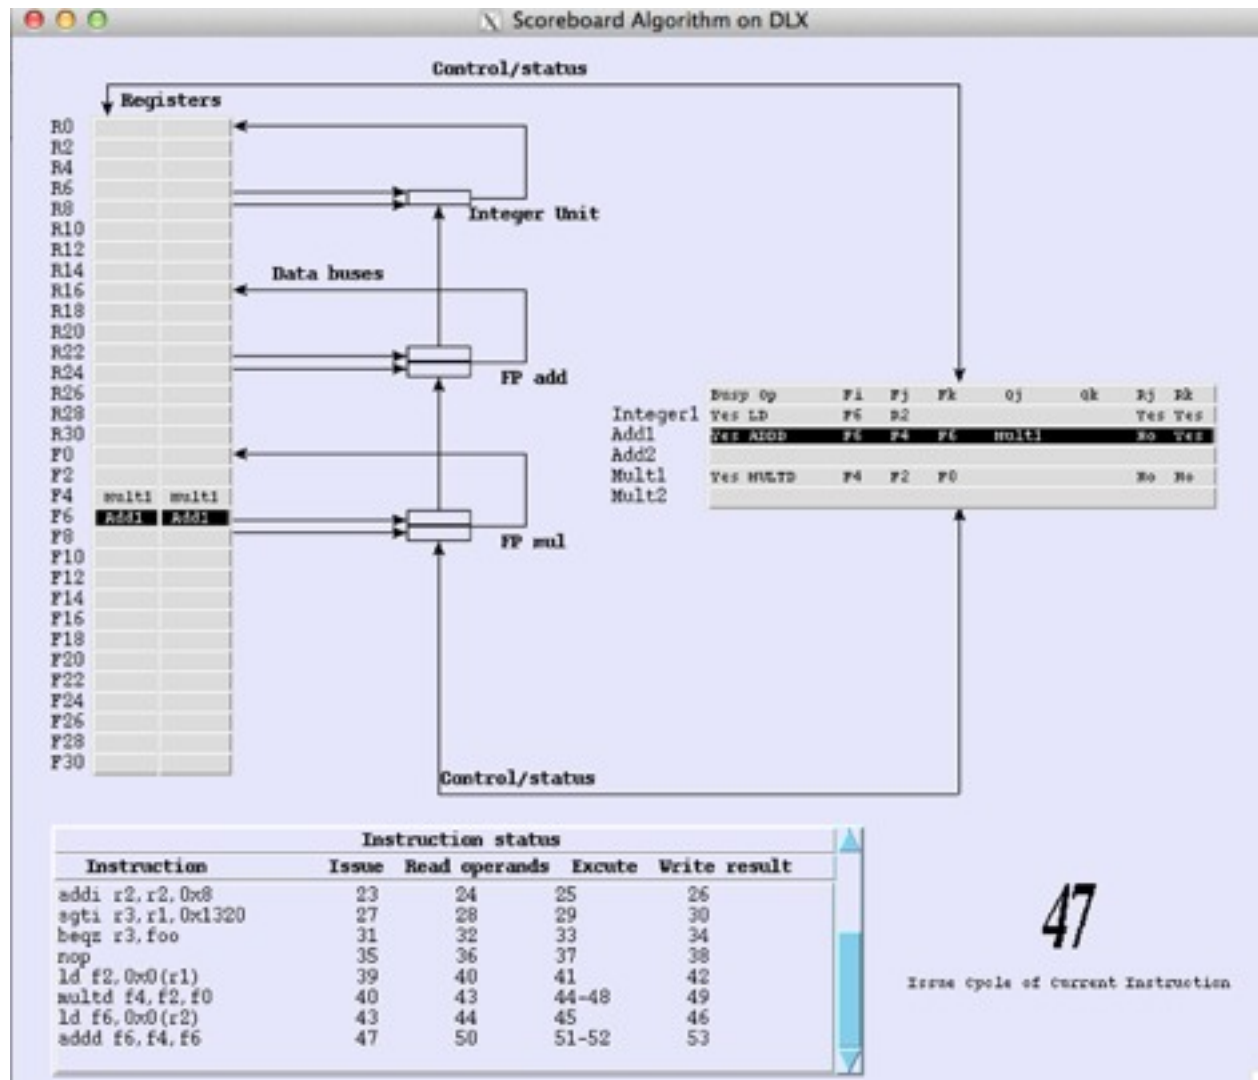 Scoreboard Algorithm on DLX
Control/status
Registers
R0
R2
R4
R6
R8
Integer Unit
R10
R12
R14
Data buses
R16
R18
R20
R22
R24
FP add
R26
R28
R30
F0
F2
F4 mult1 mult1
F6 Add1 Add1
F8
FP mul
F10
F12
F14
F16
F18
F20
F22
F24
F26
F28
F30
Busy Op Fi Fj Fk Qj Qk Rj Rk
Integer1 Yes LD F6 R2 Yes Yes
Add1 Yes ADDD F6 F4 F6 mult1 No Yes
Add2
Mult1 Yes MULTD F4 F2 F0 No No
Mult2
Control/status
Instruction status
Instruction Issue Read operands Excute Write result
addi r2,r2,0x8 23 24 25 26
sgti r3,r1,0x1320 27 28 29 30
beqz r3,foo 31 32 33 34
nop 35 36 37 38
ld f2,0x0(r1) 39 40 41 42
multd f4,f2,f0 40 43 44-48 49
ld f6,0x0(r2) 43 44 45 46
addd f6,f4,f6 47 50 51-52 53
47
Issue Cycle of Current Instruction